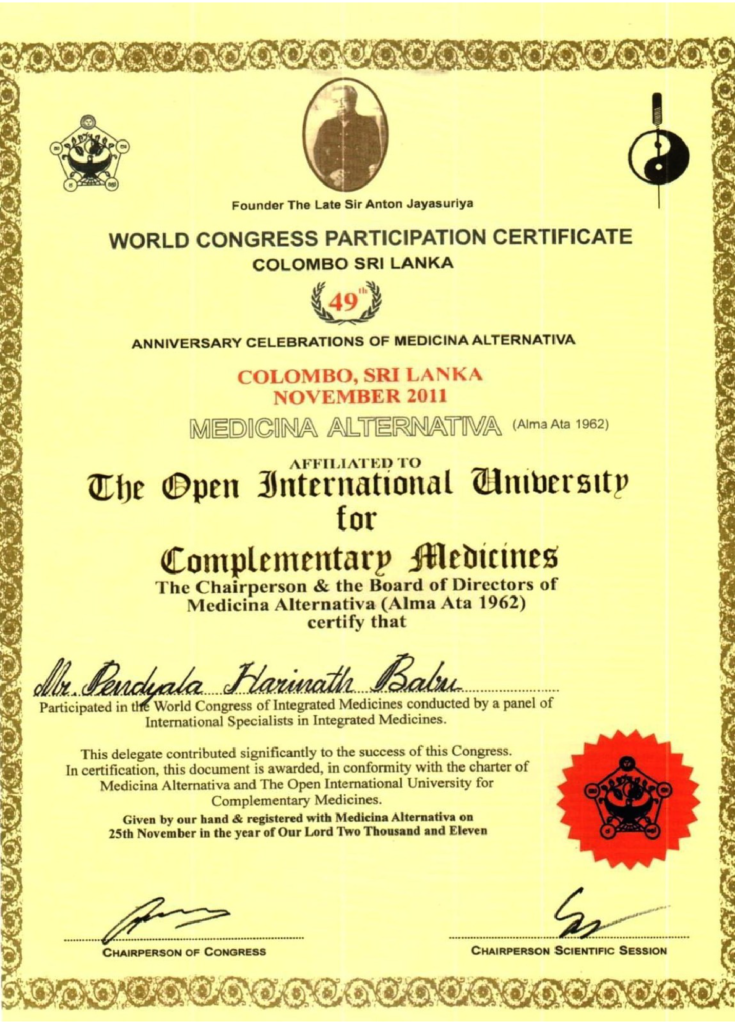 Founder The Late Sir Anton Jayasuriya
WORLD CONGRESS PARTICIPATION CERTIFICATE
COLOMBO SRI LANKA
49th
ANNIVERSARY CELEBRATIONS OF MEDICINA ALTERNATIVA
COLOMBO, SRI LANKA
NOVEMBER 2011
MEDICINA ALTERNATIVA (Alma Ata 1962)
AFFILIATED TO
The Open International University
for
Complementary Medicines
The Chairperson & the Board of Directors of
Medicina Alternativa (Alma Ata 1962)
certify that
Mr. Pendyala Harinath Babu
Participated in the World Congress of Integrated Medicines conducted by a panel of
International Specialists in Integrated Medicines.
This delegate contributed significantly to the success of this Congress.
In certification, this document is awarded, in conformity with the charter of
Medicina Alternativa and The Open International University for
Complementary Medicines.
Given by our hand & registered with Medicina Alternativa on
25th November in the year of Our Lord Two Thousand and Eleven
CHAIRPERSON OF CONGRESS
CHAIRPERSON SCIENTIFIC SESSION